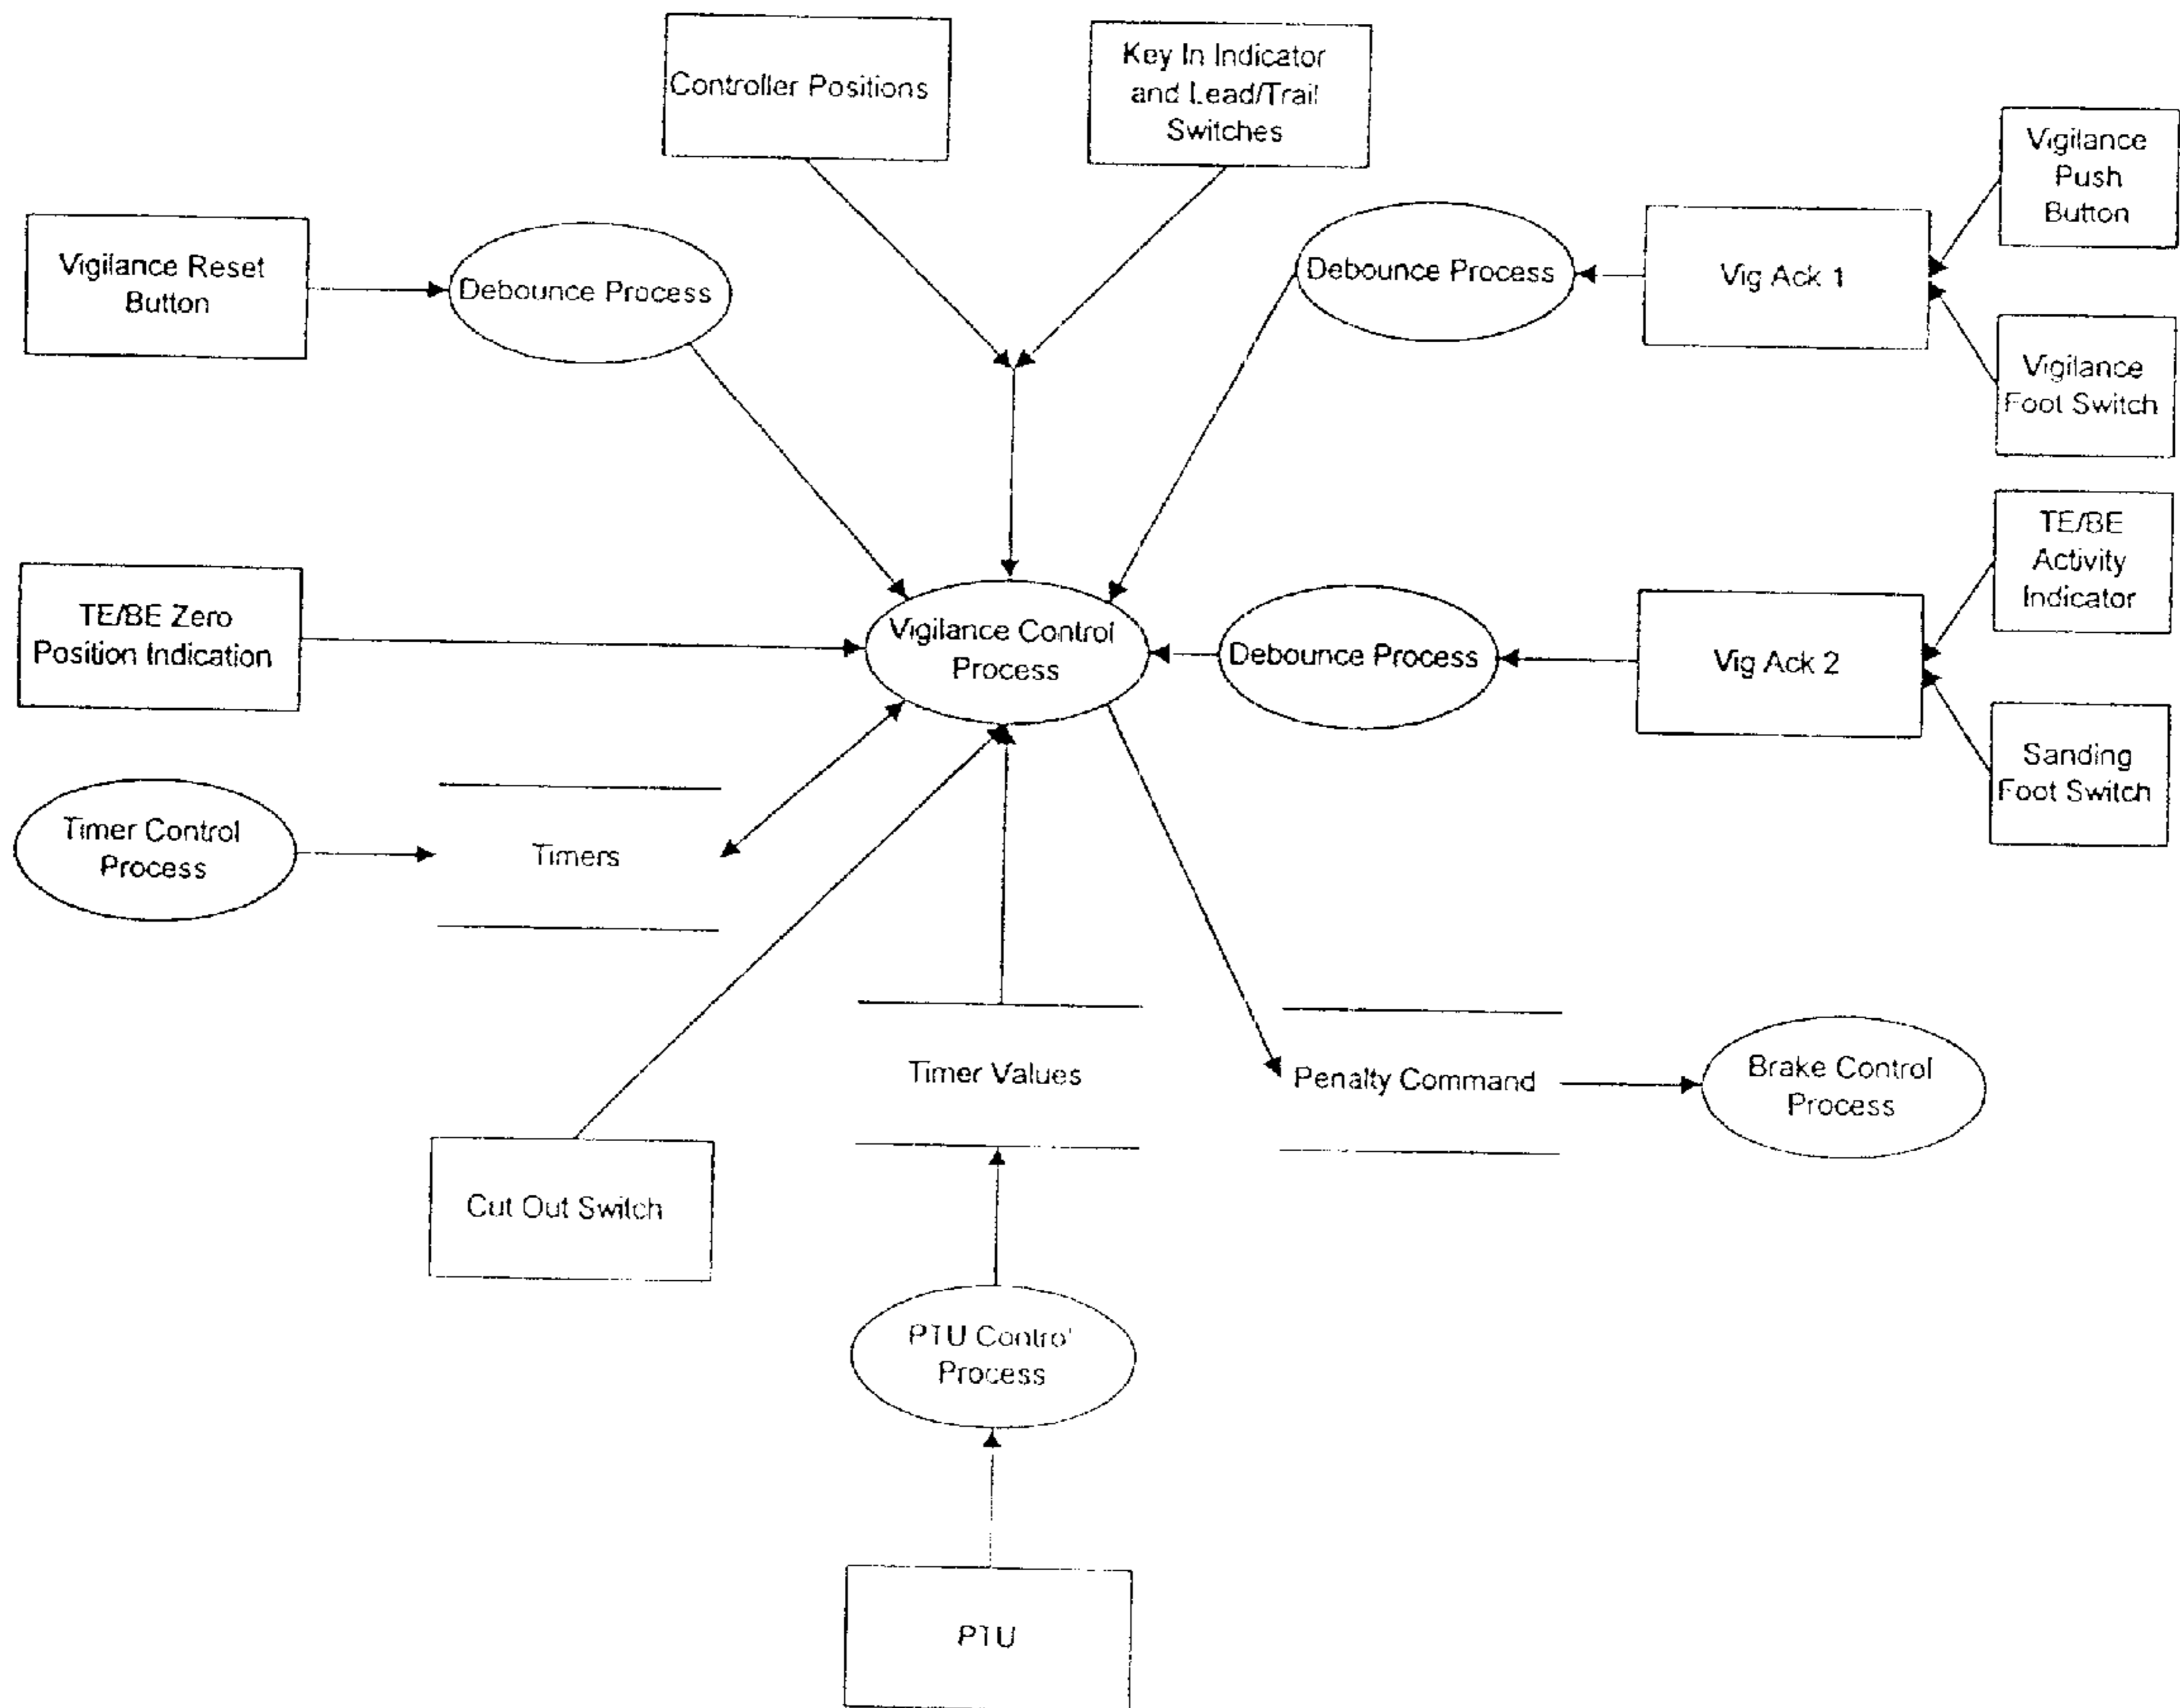 Controller Positions
Key In Indicator
and Lead/Trail
Switches
Vigilance
Push
Button
Vigilance Reset
Button
Debounce Process
Debounce Process
Vig Ack 1
Vigilance
Foot Switch
TE/BE Zero
Position Indication
Vigilance Control
Process
Debounce Process
Vig Ack 2
TE/BE
Activity
Indicator
Sanding
Foot Switch
Timer Control
Process
Timers
Timer Values
Penalty Command
Brake Control
Process
Cut Out Switch
PTU Control
Process
PTU